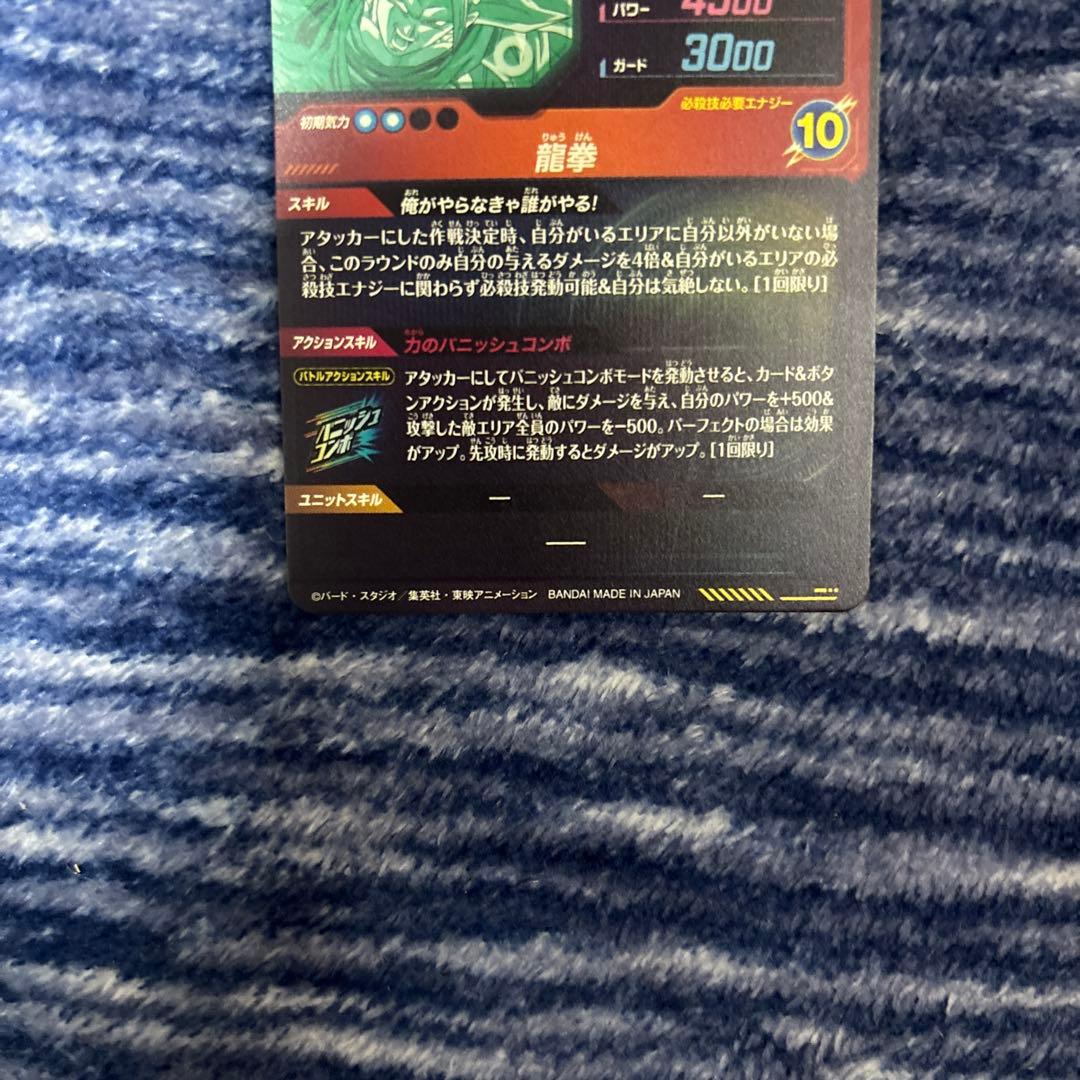 パワー 4500
ガード 3000
必殺技必要エナジー
初期気力
10
りゅう けん
龍拳
スキル
俺がやらなきゃ誰がやる!
アタッカーにした作戦決定時、自分がいるエリアに自分以外がいない場
合、このラウンドのみ自分の与えるダメージを4倍&自分がいるエリアの必
殺技エナジーに関わらず必殺技発動可能&自分は気絶しない。[1回限り]
アクションスキル
力のバニッシュコンボ
バトルアクションスキル
バニッシュ
コンボ
アタッカーにしてバニッシュコンボモードを発動させると、カード&ボタ
ンアクションが発生し、敵にダメージを与え、自分のパワーを+500&
攻撃した敵エリア全員のパワーを-500。パーフェクトの場合は効果
がアップ。先攻時に発動するとダメージがアップ。[1回限り]
ユニットスキル
— —
—
©バード・スタジオ/集英社・東映アニメーション BANDAI MADE IN JAPAN